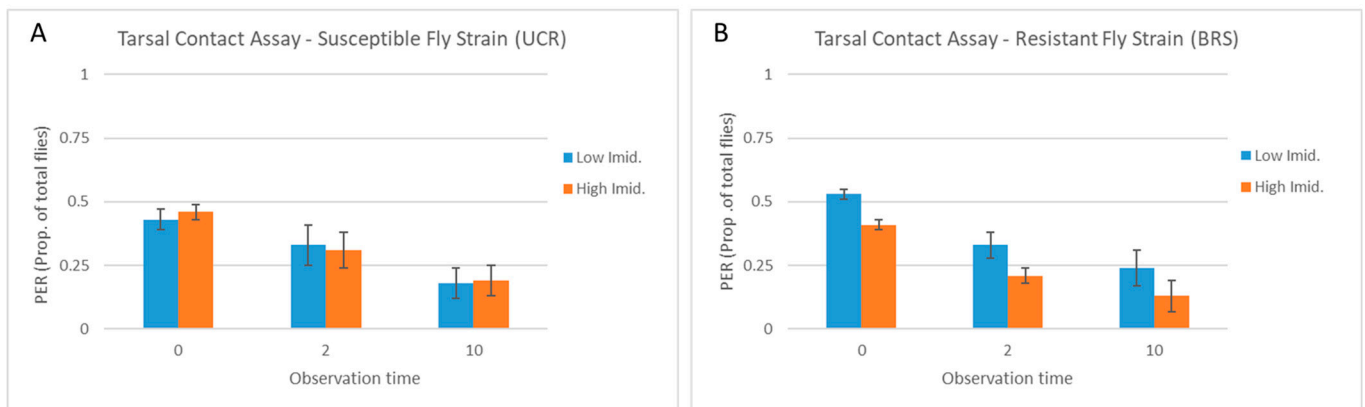 A
Tarsal Contact Assay - Susceptible Fly Strain (UCR)
PER (Prop. of total flies)
1
0.75
0.5
0.25
0
0 2 10
Observation time
Low Imid.
High Imid.
B
Tarsal Contact Assay - Resistant Fly Strain (BRS)
PER (Prop .of total flies)
1
0.75
0.5
0.25
0
0 2 10
Observation time
Low Imid.
High Imid.